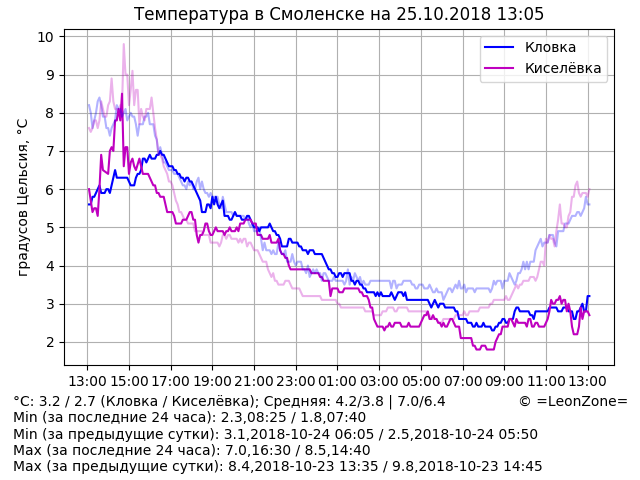 Температура в Смоленске на 25.10.2018 13:05
градусов Цельсия, °C
10
9
8
7
6
5
4
3
2
Кловка
Киселёвка
13:00 15:00 17:00 19:00 21:00 23:00 01:00 03:00 05:00 07:00 09:00 11:00 13:00
°C: 3.2 / 2.7 (Кловка / Киселёвка); Средняя: 4.2/3.8 | 7.0/6.4 © =LeonZone=
Min (за последние 24 часа): 2.3,08:25 / 1.8,07:40
Min (за предыдущие сутки): 3.1,2018-10-24 06:05 / 2.5,2018-10-24 05:50
Max (за последние 24 часа): 7.0,16:30 / 8.5,14:40
Max (за предыдущие сутки): 8.4,2018-10-23 13:35 / 9.8,2018-10-23 14:45